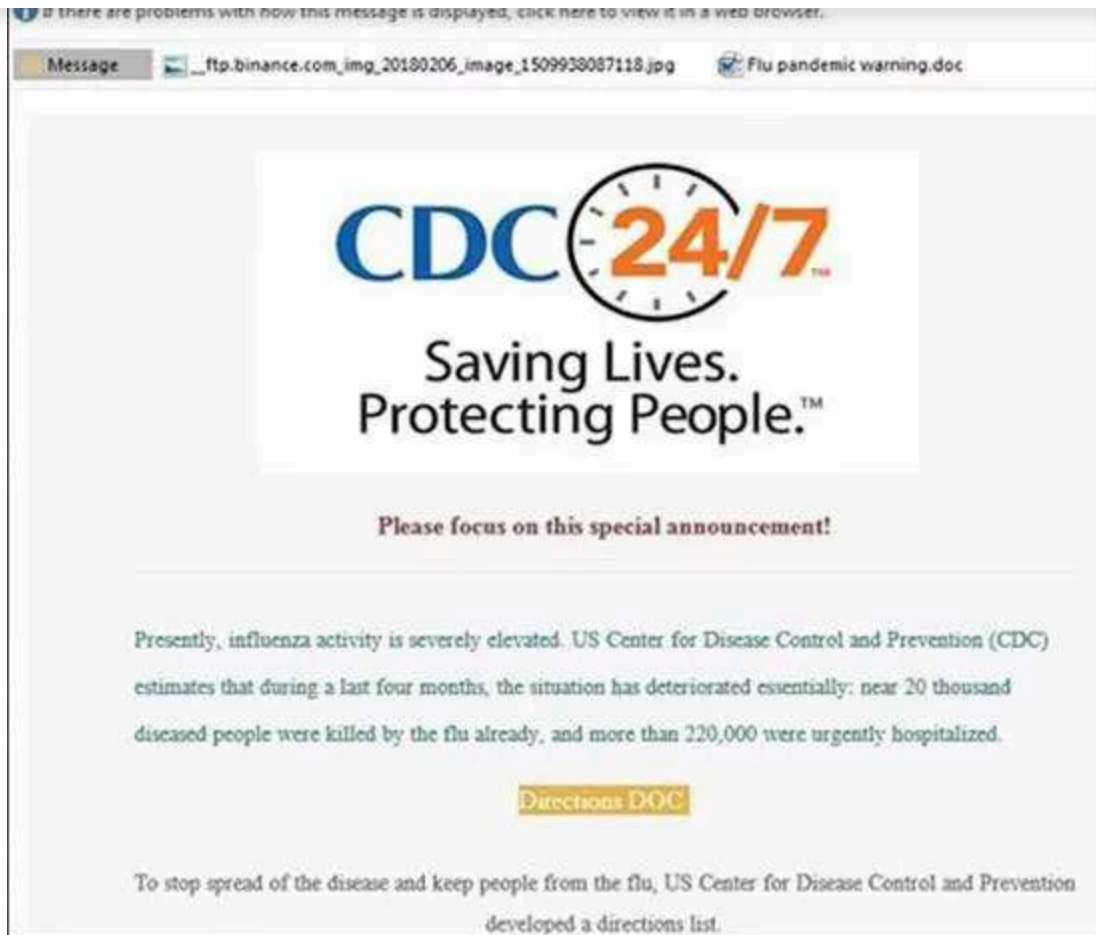 If there are problems with how this message is displayed, click here to view it in a web browser.
Message __ftp.binance.com_img_20180206_image_1509938087118.jpg Flu pandemic warning.doc
CDC 24/7™
Saving Lives.
Protecting People.™
Please focus on this special announcement!
Presently, influenza activity is severely elevated. US Center for Disease Control and Prevention (CDC)
estimates that during a last four months, the situation has deteriorated essentially: near 20 thousand
diseased people were killed by the flu already, and more than 220,000 were urgently hospitalized.
Directions DOC
To stop spread of the disease and keep people from the flu, US Center for Disease Control and Prevention
developed a directions list.